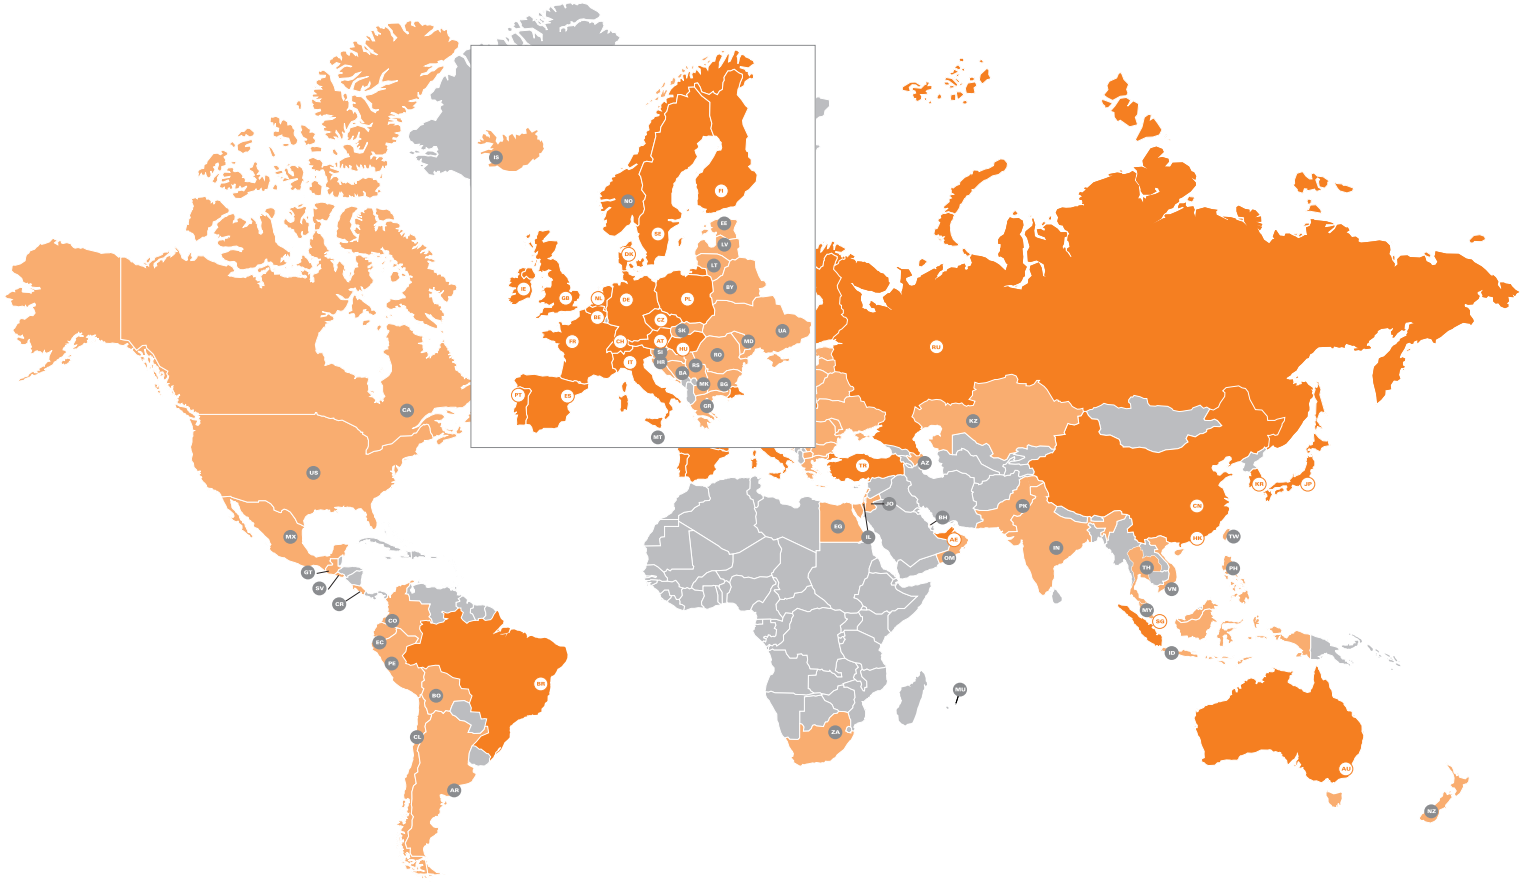 IS
NO
FI
SE
EE
LV
DK
LT
IE
GB
NL
DE
PL
BY
BE
CZ
FR
CH
AT
SK
HU
UA
MD
SI
HR
IT
RO
RS
BA
MK
BG
PT
ES
GR
MT
RU
CA
KZ
US
TR
AZ
KR
JP
MX
EG
JO
IL
BH
PK
CN
AE
OM
IN
HK
TW
GT
SV
CR
TH
PH
VN
MY
CO
SG
EC
PE
ID
BO
BR
MU
CL
ZA
AR
AU
NZ